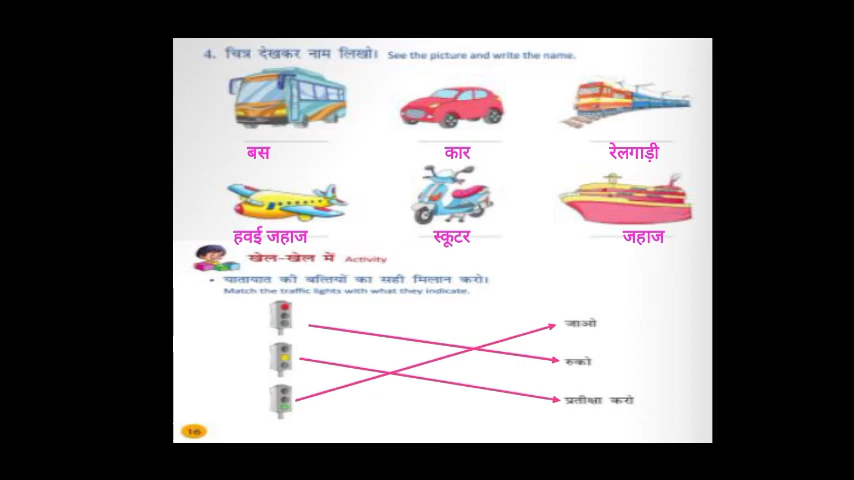 4. चित्र देखकर नाम लिखो। See the picture and write the name.
बस कार रेलगाड़ी
हवई जहाज स्कूटर जहाज
खेल-खेल में Activity
• यातायात की बत्तियों का सही मिलान करो।
Match the traffic lights with what they indicate.
जाओ
रुको
प्रतीक्षा करो
16